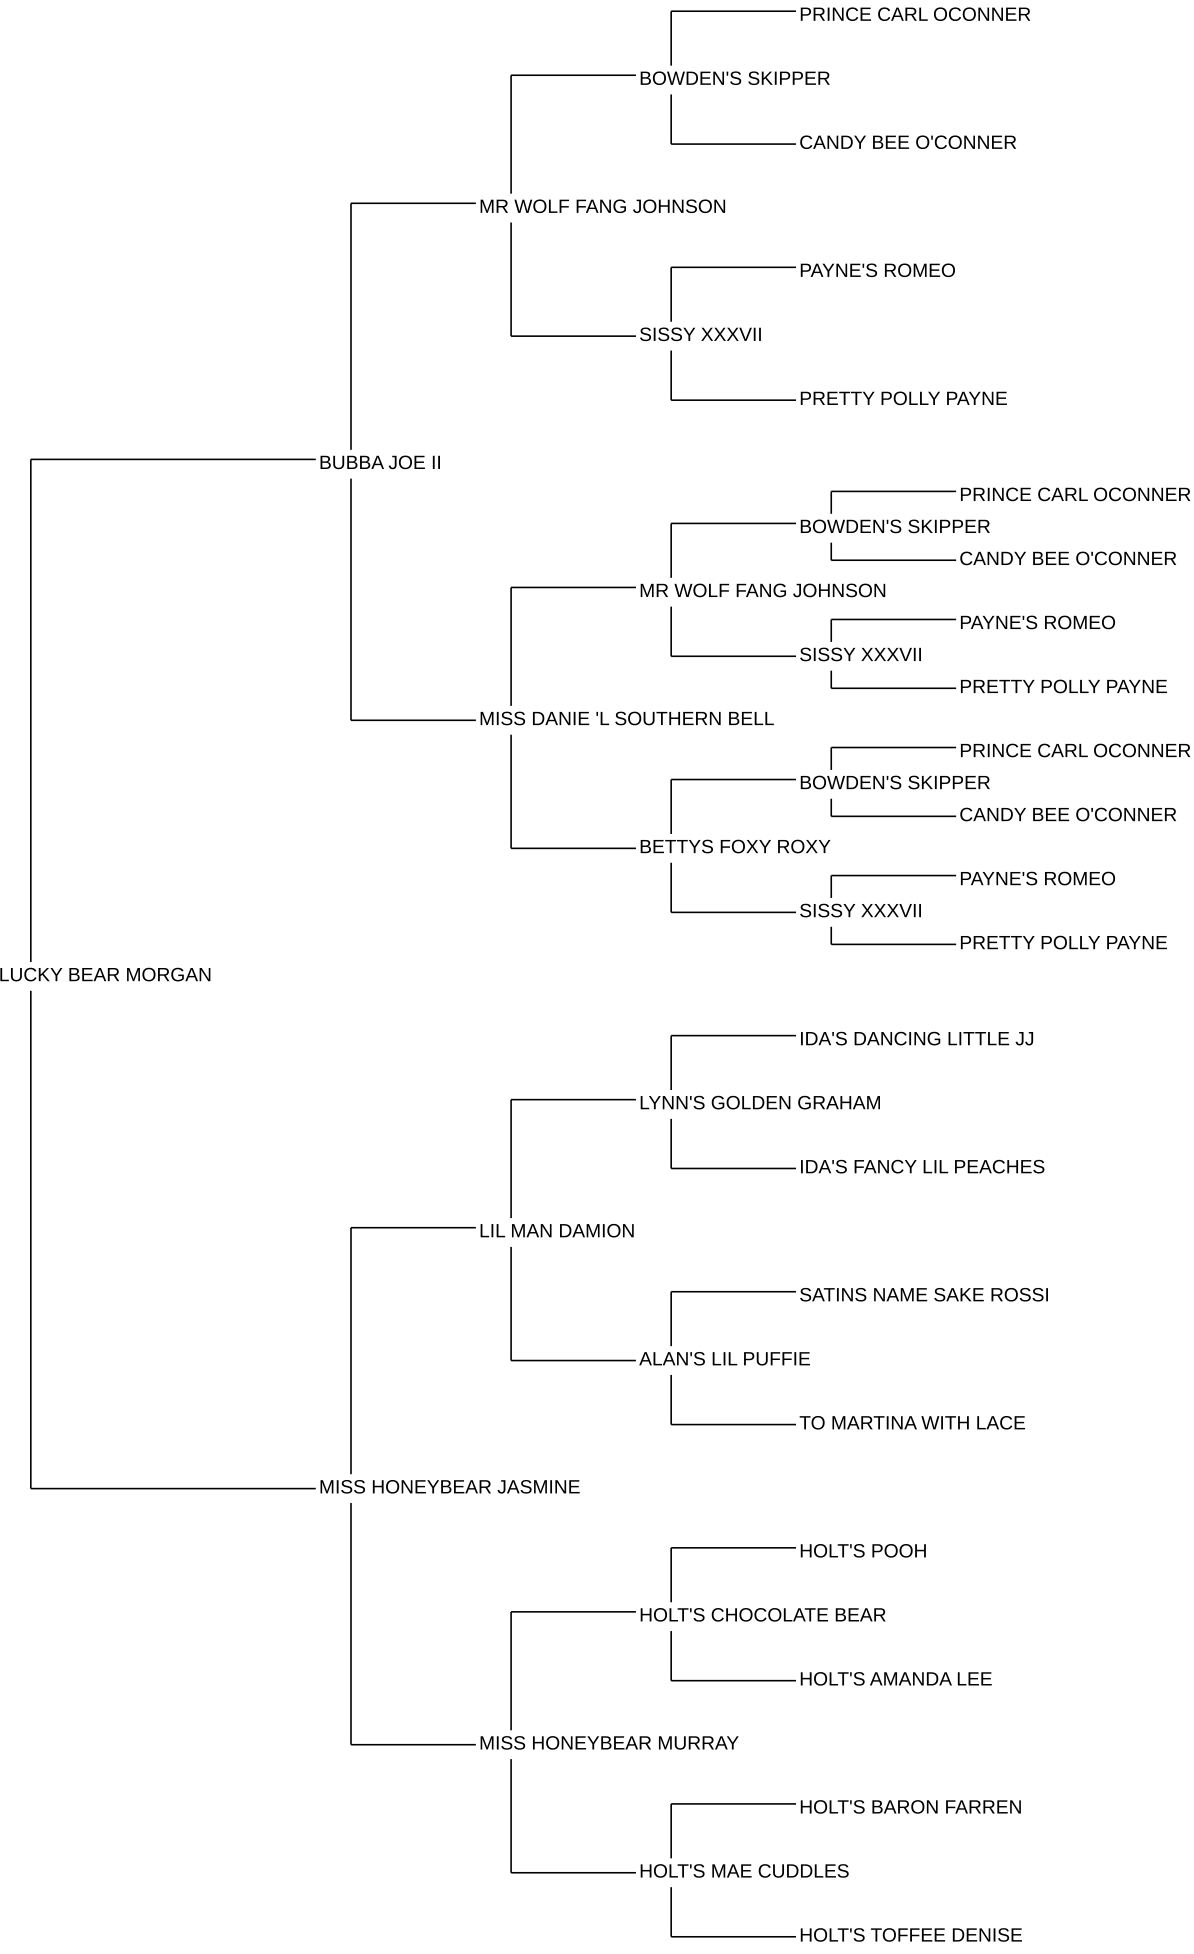 PRINCE CARL OCONNER
BOWDEN'S SKIPPER
CANDY BEE O'CONNER
MR WOLF FANG JOHNSON
PAYNE'S ROMEO
SISSY XXXVII
PRETTY POLLY PAYNE
BUBBA JOE II
PRINCE CARL OCONNER
BOWDEN'S SKIPPER
CANDY BEE O'CONNER
MR WOLF FANG JOHNSON
PAYNE'S ROMEO
SISSY XXXVII
PRETTY POLLY PAYNE
MISS DANIE 'L SOUTHERN BELL
PRINCE CARL OCONNER
BOWDEN'S SKIPPER
CANDY BEE O'CONNER
BETTYS FOXY ROXY
PAYNE'S ROMEO
SISSY XXXVII
PRETTY POLLY PAYNE
LUCKY BEAR MORGAN
IDA'S DANCING LITTLE JJ
LYNN'S GOLDEN GRAHAM
IDA'S FANCY LIL PEACHES
LIL MAN DAMION
SATINS NAME SAKE ROSSI
ALAN'S LIL PUFFIE
TO MARTINA WITH LACE
MISS HONEYBEAR JASMINE
HOLT'S POOH
HOLT'S CHOCOLATE BEAR
HOLT'S AMANDA LEE
MISS HONEYBEAR MURRAY
HOLT'S BARON FARREN
HOLT'S MAE CUDDLES
HOLT'S TOFFEE DENISE